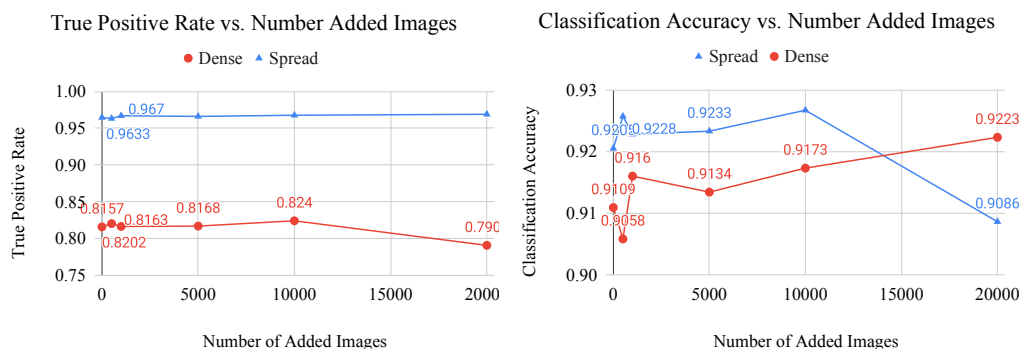 True Positive Rate vs. Number Added Images
Dense Spread
True Positive Rate
1.00
0.95
0.90
0.85
0.80
0.75
0.967
0.9633
0.8157
0.8202
0.8163
0.8168
0.824
0.790
0 5000 10000 15000 2000
Number of Added Images
Classification Accuracy vs. Number Added Images
Spread Dense
Classification Accuracy
0.93
0.92
0.91
0.90
0.9228
0.9233
0.9086
0.9109
0.9058
0.916
0.9134
0.9173
0.9223
0 5000 10000 15000 20000
Number of Added Images